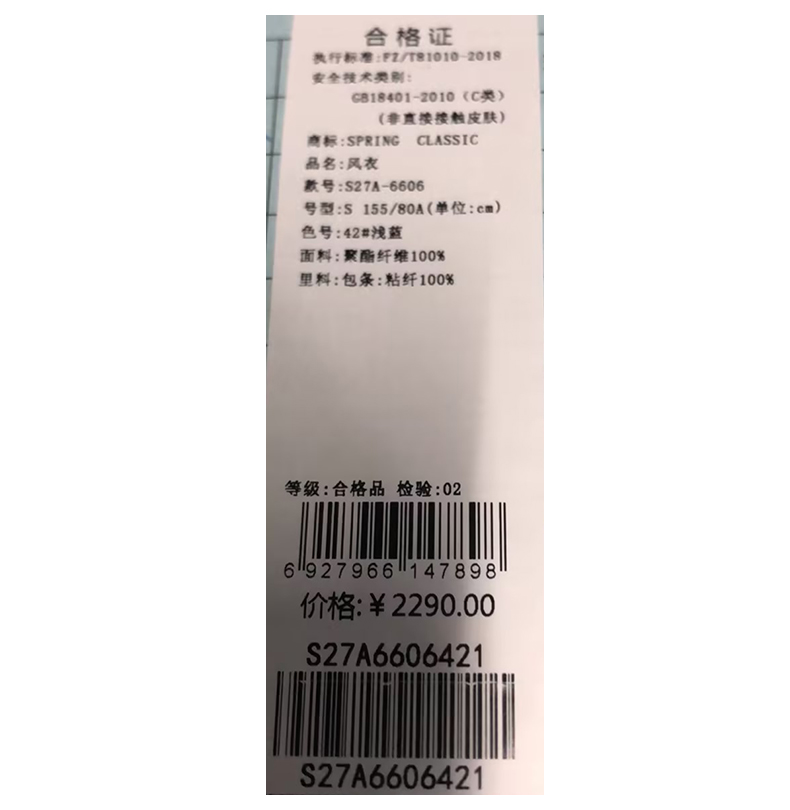 合格证
执行标准:FZ/T81010-2018
安全技术类别:
GB18401-2010（C类）
(非直接接触皮肤)
商标:SPRING CLASSIC
品名:风衣
款号:S27A-6606
号型:S 155/80A(单位:cm)
色号:42#浅蓝
面料:聚酯纤维100%
里料:包条:粘纤100%
等级:合格品 检验:02
6 927966 147898
价格:￥2290.00
S27A6606421
S27A6606421